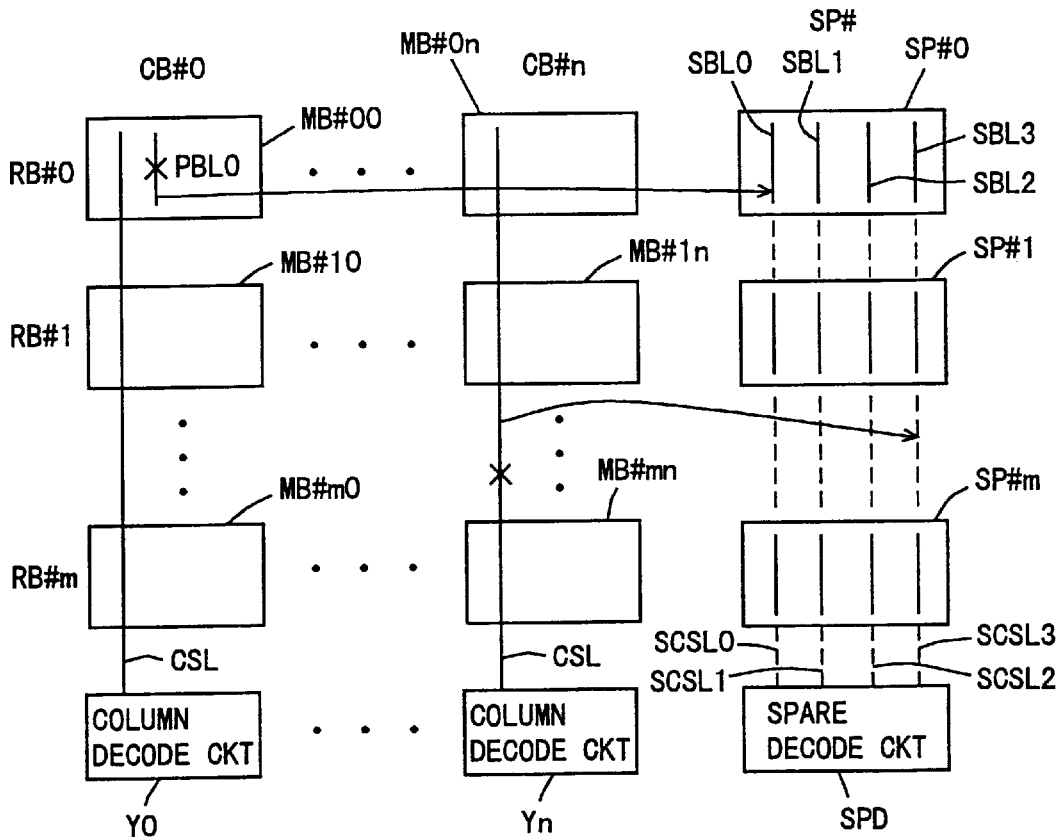 SP#
CB#0
MB#0n
CB#n
SBL0
SBL1
SP#0
MB#00
SBL3
RB#0
PBL0
SBL2
MB#10
MB#1n
SP#1
RB#1
MB#m0
MB#mn
SP#m
RB#m
SCSL0
SCSL3
CSL
CSL
SCSL1
SCSL2
COLUMN
DECODE CKT
COLUMN
DECODE CKT
SPARE
DECODE CKT
Y0
Yn
SPD